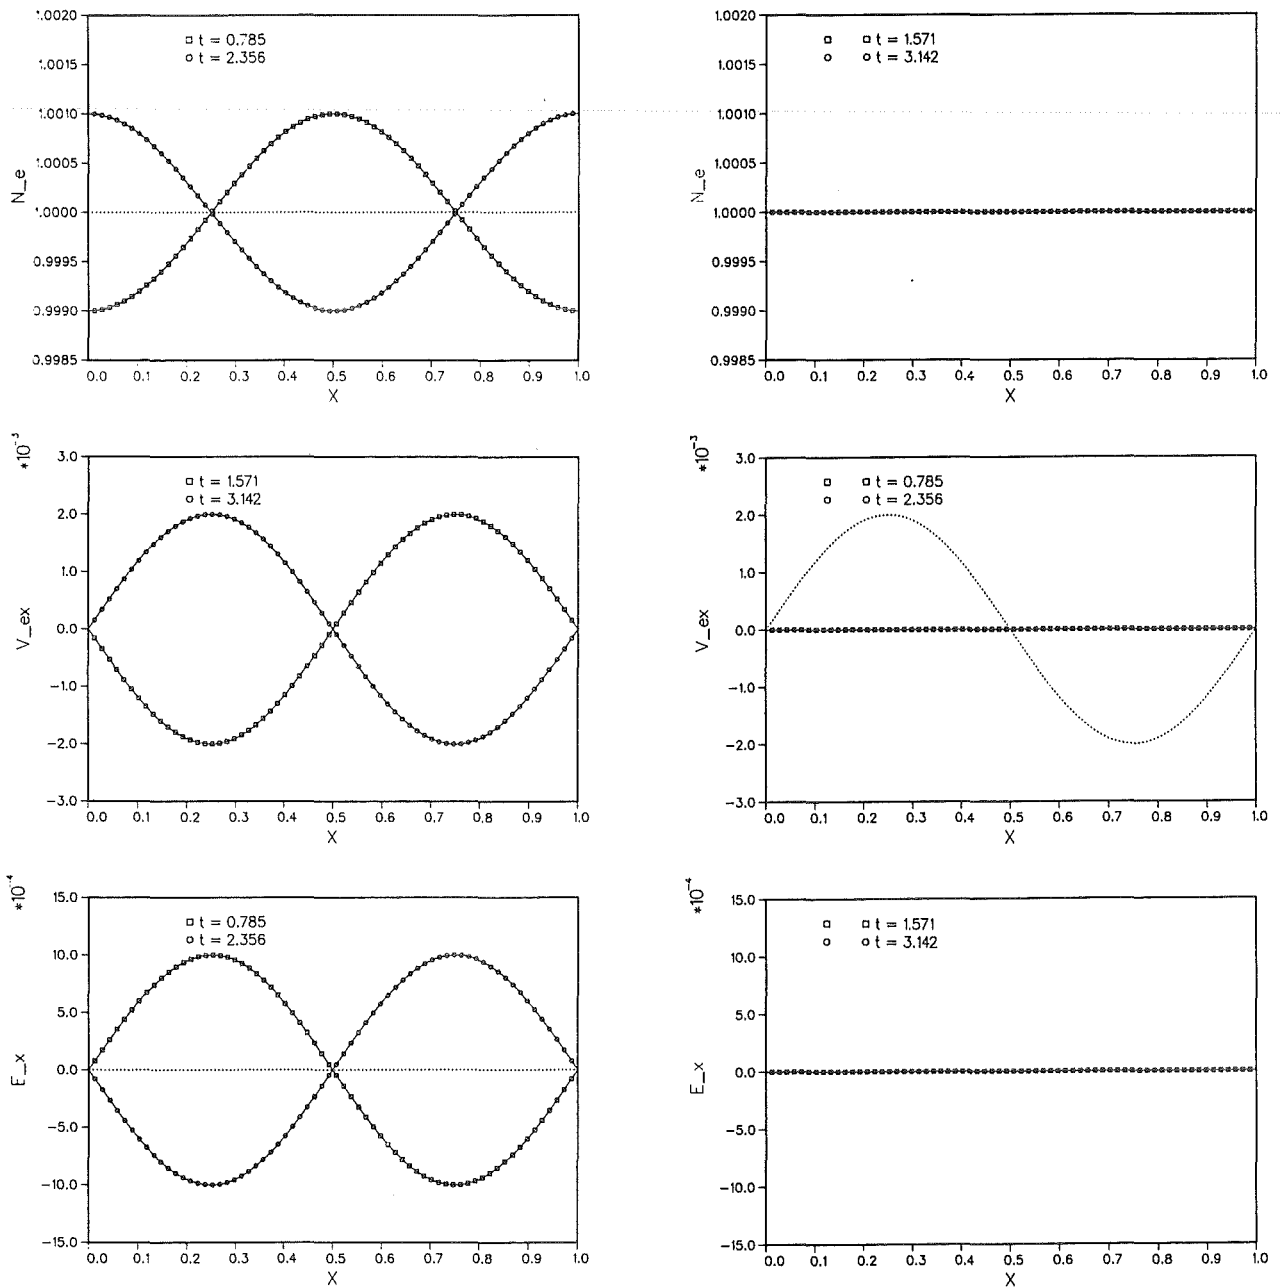 1.0020
1.0015
1.0010
1.0005
1.0000
0.9995
0.9990
0.9985
N_e
□ t = 0.785
○ t = 2.356
0.0 0.1 0.2 0.3 0.4 0.5 0.6 0.7 0.8 0.9 1.0
X
1.0020
1.0015
1.0010
1.0005
1.0000
0.9995
0.9990
0.9985
N_e
□ □ t = 1.571
○ ○ t = 3.142
0.0 0.1 0.2 0.3 0.4 0.5 0.6 0.7 0.8 0.9 1.0
X
*10⁻³
3.0
2.0
1.0
0.0
−1.0
−2.0
−3.0
V_ex
□ t = 1.571
○ t = 3.142
0.0 0.1 0.2 0.3 0.4 0.5 0.6 0.7 0.8 0.9 1.0
X
*10⁻³
3.0
2.0
1.0
0.0
−1.0
−2.0
−3.0
V_ex
□ □ t = 0.785
○ ○ t = 2.356
0.0 0.1 0.2 0.3 0.4 0.5 0.6 0.7 0.8 0.9 1.0
X
*10⁻⁴
15.0
10.0
5.0
0.0
−5.0
−10.0
−15.0
E_x
□ t = 0.785
○ t = 2.356
0.0 0.1 0.2 0.3 0.4 0.5 0.6 0.7 0.8 0.9 1.0
X
*10⁻⁴
15.0
10.0
5.0
0.0
−5.0
−10.0
−15.0
E_x
□ □ t = 1.571
○ ○ t = 3.142
0.0 0.1 0.2 0.3 0.4 0.5 0.6 0.7 0.8 0.9 1.0
X